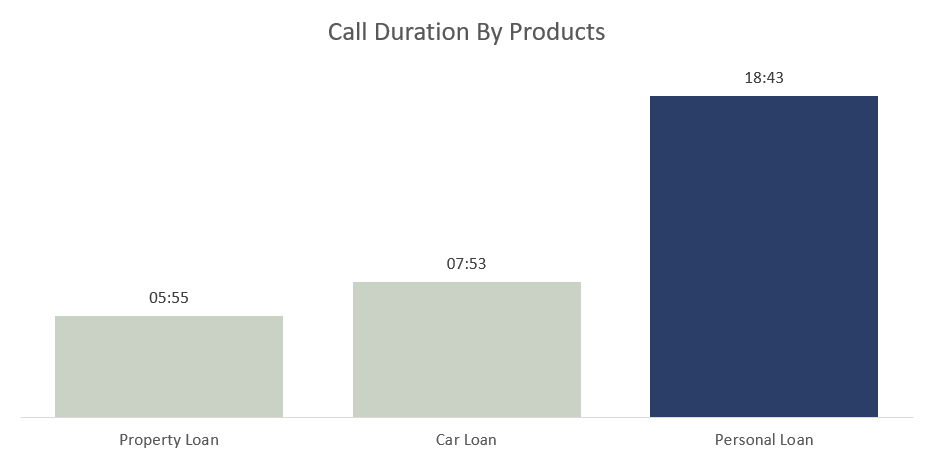 Call Duration By Products
18:43
07:53
05:55
Property Loan
Car Loan
Personal Loan